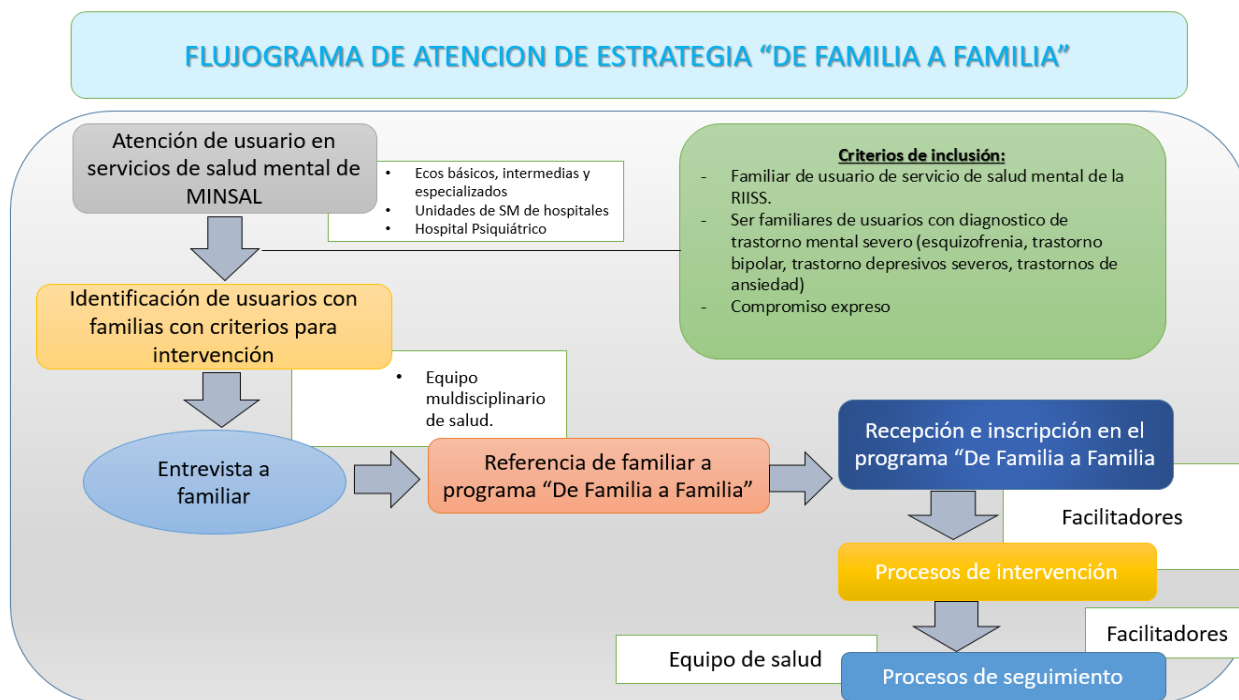 FLUJOGRAMA DE ATENCION DE ESTRATEGIA “DE FAMILIA A FAMILIA”
Atención de usuario en
servicios de salud mental de
MINSAL
• Ecos básicos, intermedias y
especializados
• Unidades de SM de hospitales
• Hospital Psiquiátrico
Criterios de inclusión:
- Familiar de usuario de servicio de salud mental de la
RIISS.
- Ser familiares de usuarios con diagnostico de
trastorno mental severo (esquizofrenia, trastorno
bipolar, trastorno depresivos severos, trastornos de
ansiedad)
- Compromiso expreso
Identificación de usuarios con
familias con criterios para
intervención
• Equipo
muldisciplinario
de salud.
Entrevista a
familiar
Referencia de familiar a
programa “De Familia a Familia”
Recepción e inscripción en el
programa “De Familia a Familia
Facilitadores
Procesos de intervención
Facilitadores
Equipo de salud
Procesos de seguimiento